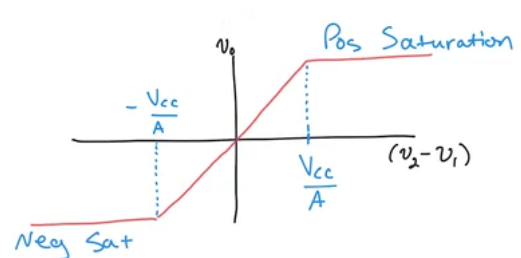 v₀
Pos Saturation
- Vcc/A
(v₂-v₁)
Vcc/A
Neg Sat